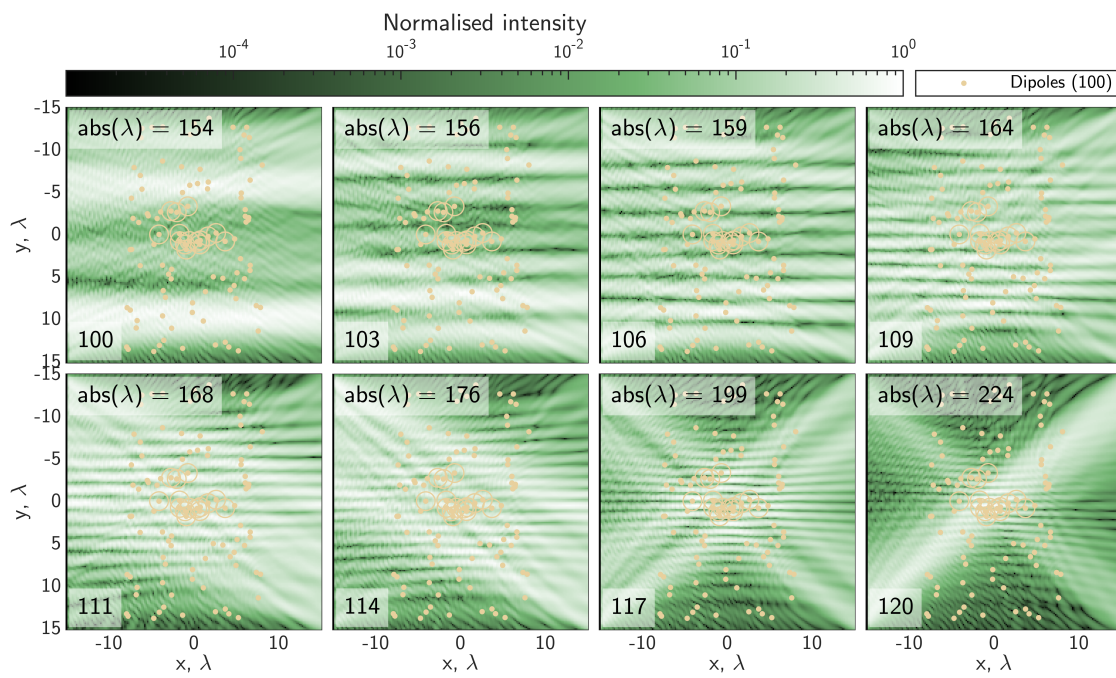 Normalised intensity
10⁻⁴ 10⁻³ 10⁻² 10⁻¹ 10⁰
Dipoles (100)
-15
-10
-5
0
5
10
15
y, λ
abs(λ) = 154
100
abs(λ) = 156
103
abs(λ) = 159
106
abs(λ) = 164
109
-15
-10
-5
0
5
10
15
y, λ
abs(λ) = 168
111
abs(λ) = 176
114
abs(λ) = 199
117
abs(λ) = 224
120
-10 0 10
-10 0 10
-10 0 10
-10 0 10
x, λ
x, λ
x, λ
x, λ